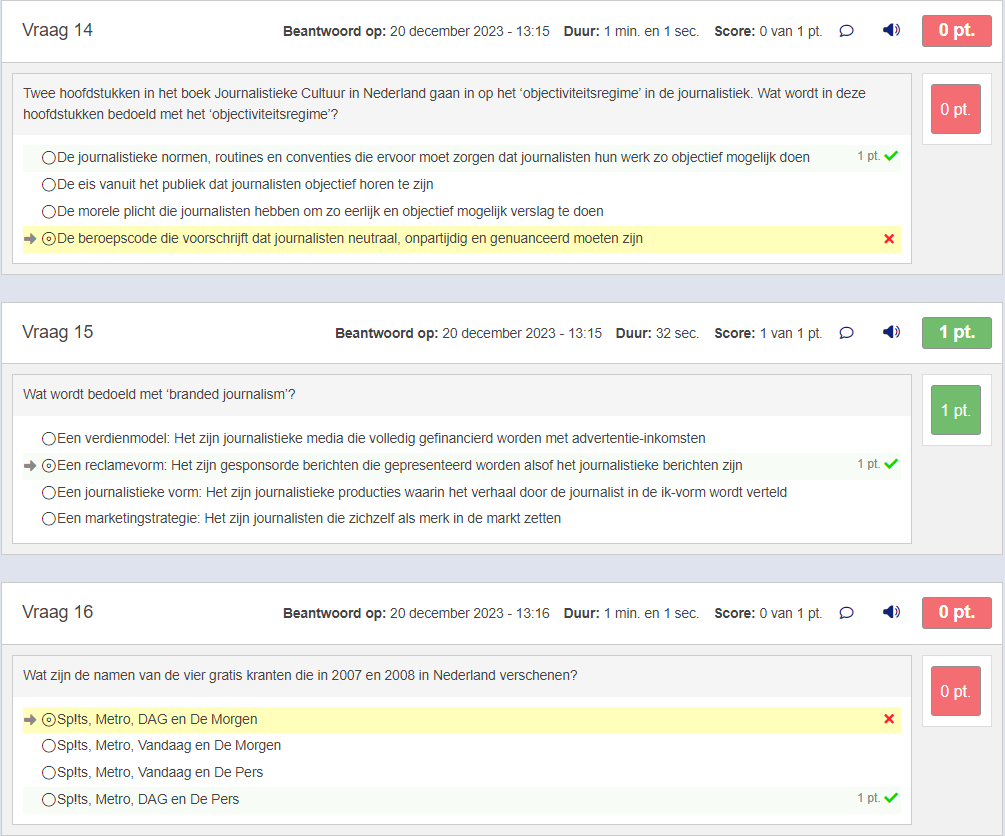 Vraag 14
Beantwoord op: 20 december 2023 - 13:15 Duur: 1 min. en 1 sec. Score: 0 van 1 pt.
0 pt.
Twee hoofdstukken in het boek Journalistieke Cultuur in Nederland gaan in op het ‘objectiviteitsregime’ in de journalistiek. Wat wordt in deze
hoofdstukken bedoeld met het ‘objectiviteitsregime’?
0 pt.
De journalistieke normen, routines en conventies die ervoor moet zorgen dat journalisten hun werk zo objectief mogelijk doen
1 pt.
De eis vanuit het publiek dat journalisten objectief horen te zijn
De morele plicht die journalisten hebben om zo eerlijk en objectief mogelijk verslag te doen
De beroepscode die voorschrijft dat journalisten neutraal, onpartijdig en genuanceerd moeten zijn
Vraag 15
Beantwoord op: 20 december 2023 - 13:15 Duur: 32 sec. Score: 1 van 1 pt.
1 pt.
Wat wordt bedoeld met ‘branded journalism’?
1 pt.
Een verdienmodel: Het zijn journalistieke media die volledig gefinancierd worden met advertentie-inkomsten
Een reclamevorm: Het zijn gesponsorde berichten die gepresenteerd worden alsof het journalistieke berichten zijn
1 pt.
Een journalistieke vorm: Het zijn journalistieke producties waarin het verhaal door de journalist in de ik-vorm wordt verteld
Een marketingstrategie: Het zijn journalisten die zichzelf als merk in de markt zetten
Vraag 16
Beantwoord op: 20 december 2023 - 13:16 Duur: 1 min. en 1 sec. Score: 0 van 1 pt.
0 pt.
Wat zijn de namen van de vier gratis kranten die in 2007 en 2008 in Nederland verschenen?
0 pt.
Sp!ts, Metro, DAG en De Morgen
Sp!ts, Metro, Vandaag en De Morgen
Sp!ts, Metro, Vandaag en De Pers
Sp!ts, Metro, DAG en De Pers
1 pt.